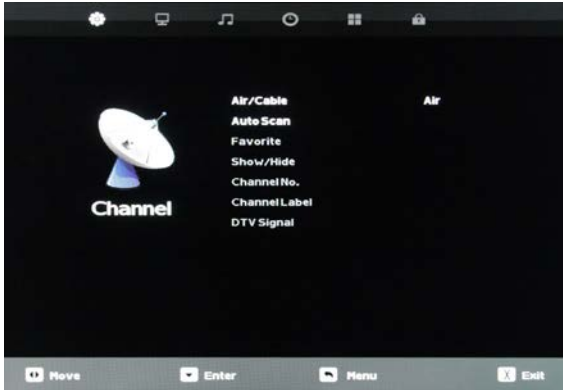 Air/Cable Air
Auto Scan
Favorite
Show/Hide
Channel No.
Channel Label
DTV Signal
Channel
Move Enter Menu Exit